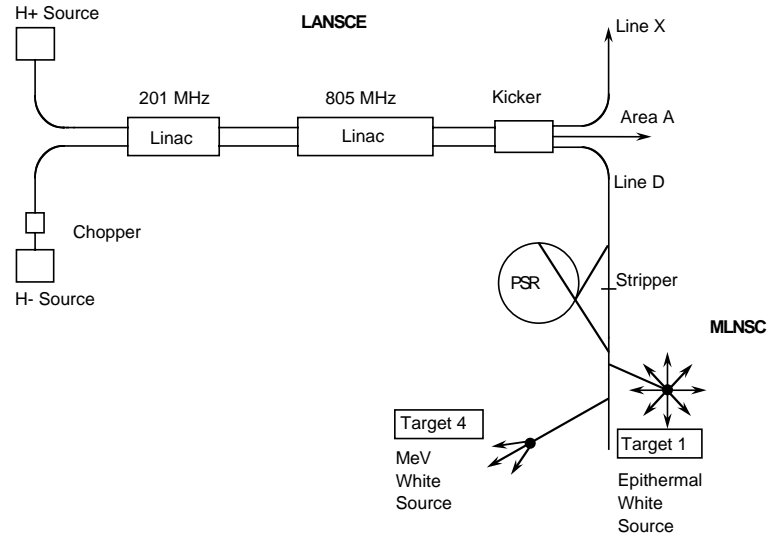 H+ Source
LANSCE
Line X
201 MHz
805 MHz
Kicker
Area A
Linac
Linac
Line D
Chopper
H- Source
PSR
Stripper
MLNSC
Target 4
MeV
White
Source
Target 1
Epithermal
White
Source